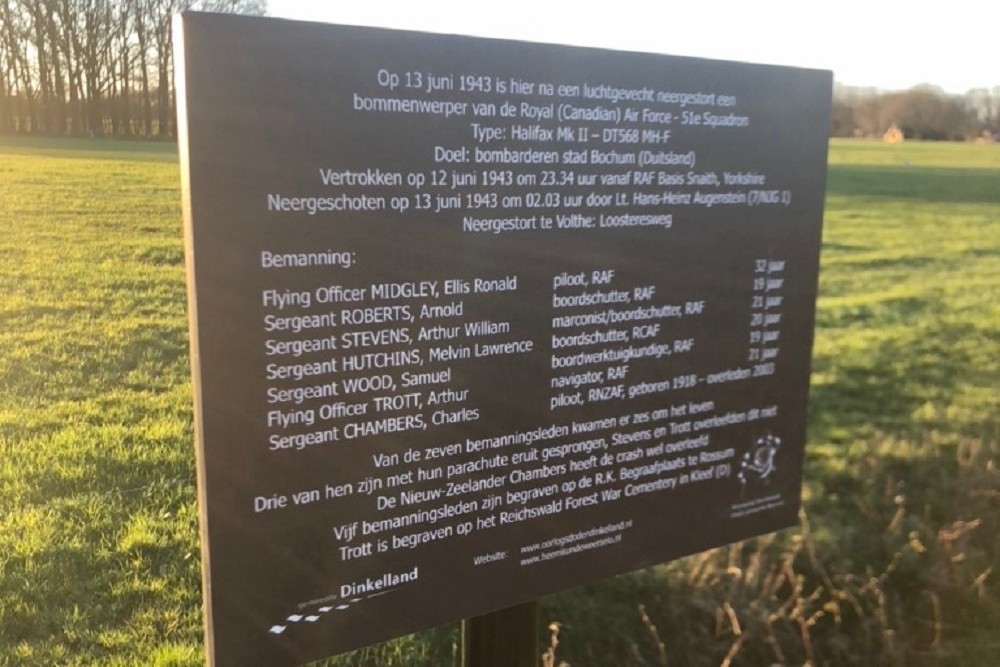 Op 13 juni 1943 is hier na een luchtgevecht neergestort een
bommenwerper van de Royal (Canadian) Air Force - 51e Squadron
Type: Halifax Mk II – DT568 MH-F
Doel: bombarderen stad Bochum (Duitsland)
Vertrokken op 12 juni 1943 om 23.34 uur vanaf RAF Basis Snaith, Yorkshire
Neergeschoten op 13 juni 1943 om 02.03 uur door Lt. Hans-Heinz Augenstein (7/NJG 1)
Neergestort te Volthe: Loosteresweg
Bemanning:
Flying Officer MIDGLEY, Ellis Ronald piloot, RAF 32 jaar
Sergeant ROBERTS, Arnold boordschutter, RAF 19 jaar
Sergeant STEVENS, Arthur William marconist/boordschutter, RAF 21 jaar
Sergeant HUTCHINS, Melvin Lawrence boordschutter, RCAF 20 jaar
Sergeant WOOD, Samuel boordwerktuigkundige, RAF 19 jaar
Flying Officer TROTT, Arthur navigator, RAF 21 jaar
Sergeant CHAMBERS, Charles piloot, RNZAF, geboren 1918 – overleden 2003
Van de zeven bemanningsleden kwamen er zes om het leven
Drie van hen zijn met hun parachute eruit gesprongen, Stevens en Trott overleefden dit niet
De Nieuw-Zeelander Chambers heeft de crash wel overleefd
Vijf bemanningsleden zijn begraven op de R.K. Begraafplaats te Rossum
Trott is begraven op het Reichswald Forest War Cementery in Kleef (D)
Website: www.oorlogsdodendinkelland.nl
www.heemkundeweerselo.nl
gemeente Dinkelland